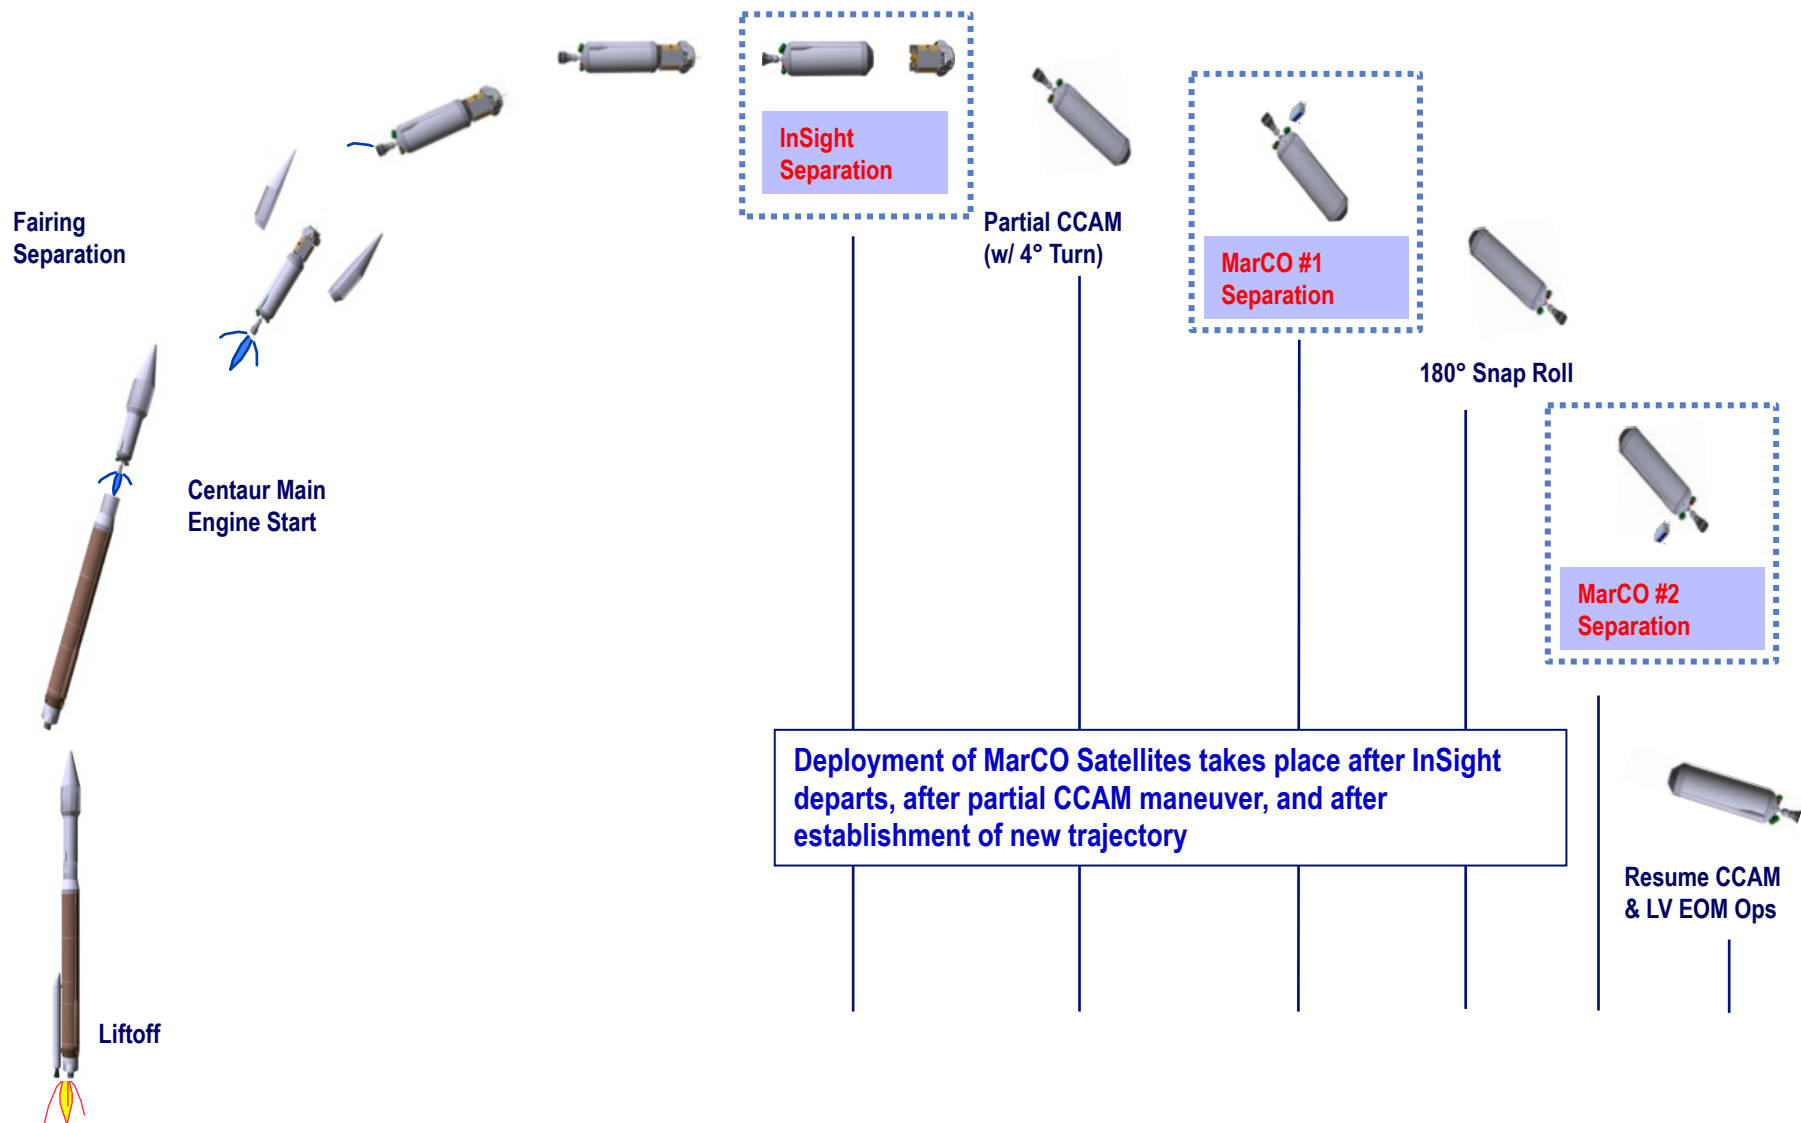 Fairing
Separation
Centaur Main
Engine Start
Liftoff
InSight
Separation
Partial CCAM
(w/ 4° Turn)
MarCO #1
Separation
180° Snap Roll
MarCO #2
Separation
Deployment of MarCO Satellites takes place after InSight
departs, after partial CCAM maneuver, and after
establishment of new trajectory
Resume CCAM
& LV EOM Ops